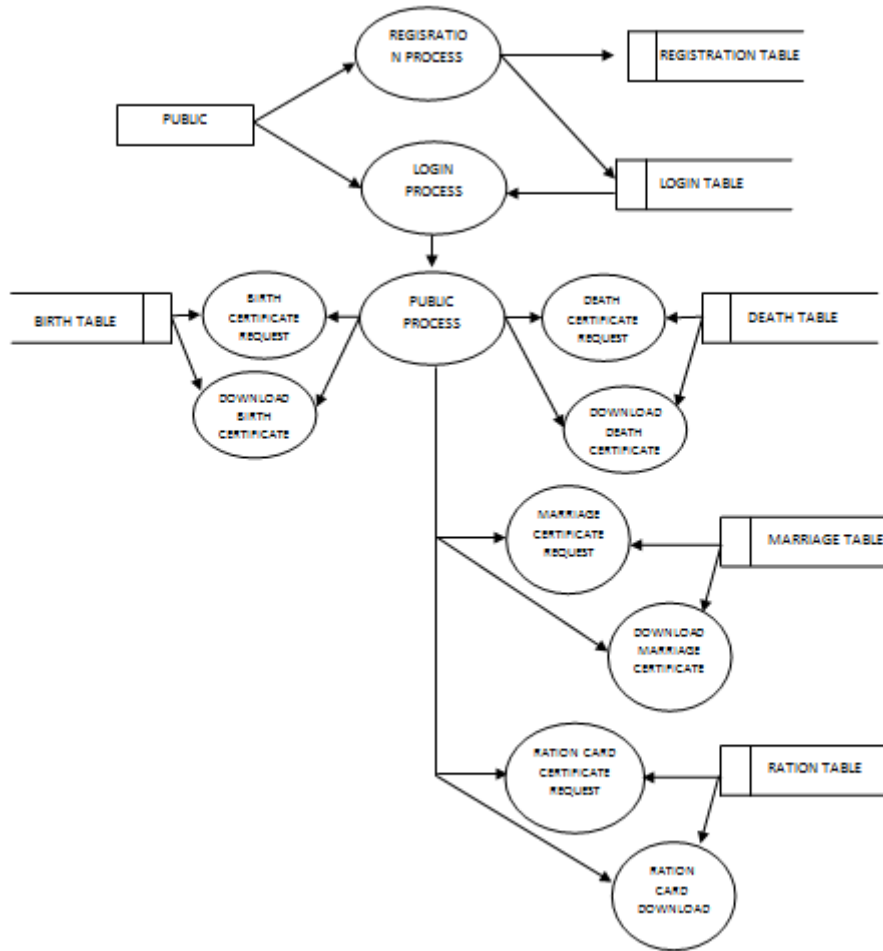 REGISRATIO
N PROCESS
REGISTRATION TABLE
PUBLIC
LOGIN
PROCESS
LOGIN TABLE
BIRTH TABLE
BIRTH
CERTIFICATE
REQUEST
PUBLIC
PROCESS
DEATH
CERTIFICATE
REQUEST
DEATH TABLE
DOWNLOAD
BIRTH
CERTIFICATE
DOWNLOAD
DEATH
CERTIFICATE
MARRIAGE
CERTIFICATE
REQUEST
MARRIAGE TABLE
DOWNLOAD
MARRIAGE
CERTIFICATE
RATION CARD
CERTIFICATE
REQUEST
RATION TABLE
RATION
CARD
DOWNLOAD